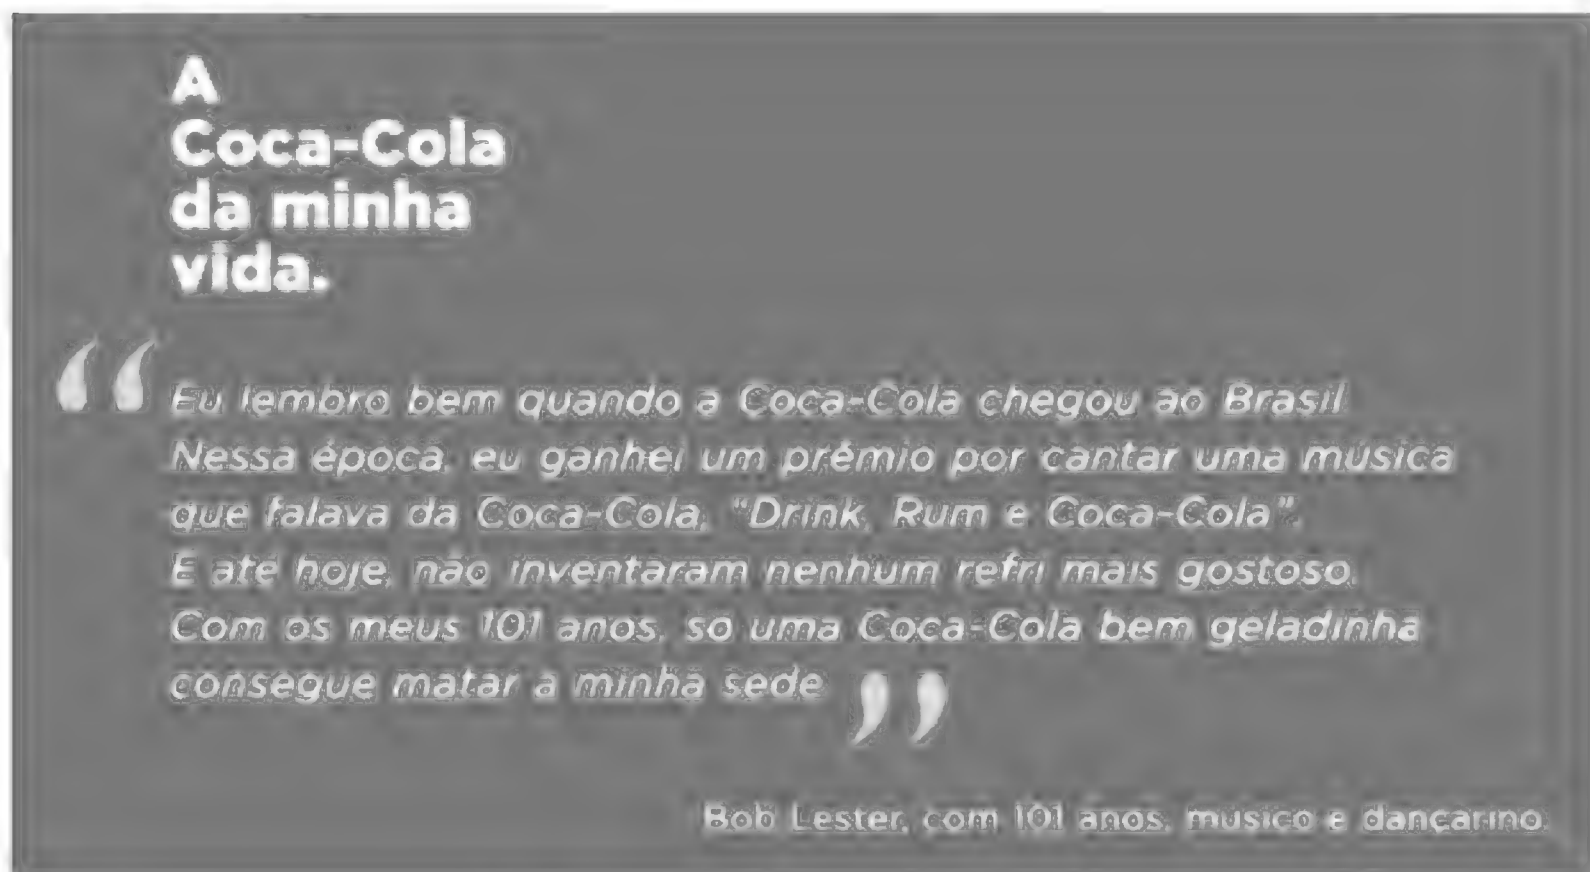 A
Coca-Cola
da minha
vida.
“Eu lembro bem quando a Coca-Cola chegou ao Brasil.
Nessa época, eu ganhei um prêmio por cantar uma música
que falava da Coca-Cola, “Drink, Rum e Coca-Cola”.
E até hoje, não inventaram nenhum refri mais gostoso.
Com os meus 101 anos, só uma Coca-Cola bem geladinha
consegue matar a minha sede.”
Bob Lester, com 101 anos, músico e dançarino.